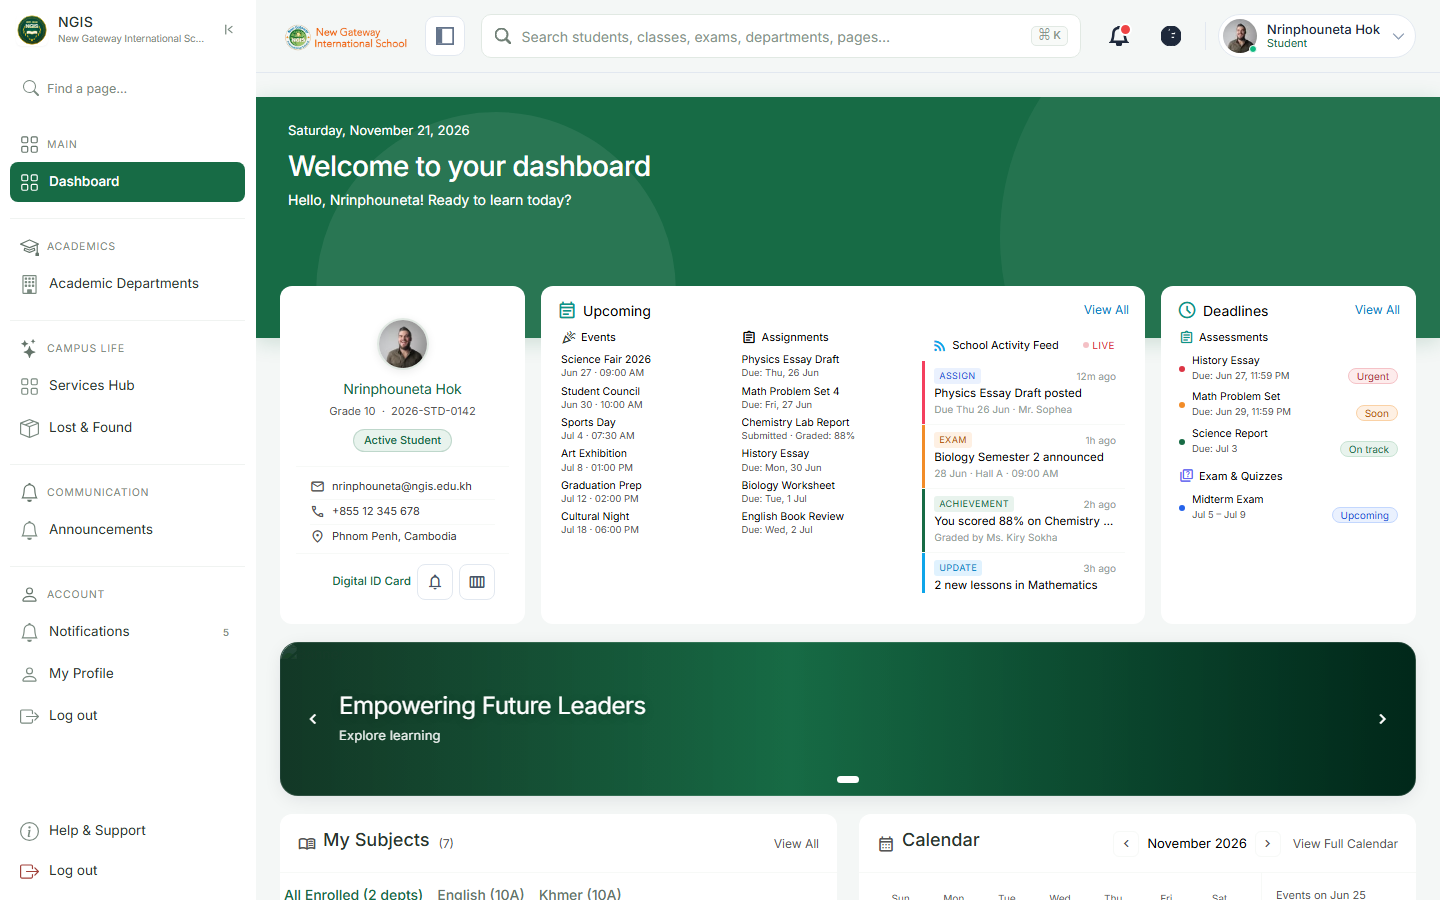 NGIS
New Gateway International Sc...
Find a page...
MAIN
Dashboard
ACADEMICS
Academic Departments
CAMPUS LIFE
Services Hub
Lost & Found
COMMUNICATION
Announcements
ACCOUNT
Notifications
5
My Profile
Log out
Help & Support
Log out
New Gateway
International School
Search students, classes, exams, departments, pages...
⌘ K
Nrinphouneta Hok
Student
Saturday, November 21, 2026
Welcome to your dashboard
Hello, Nrinphouneta! Ready to learn today?
Nrinphouneta Hok
Grade 10 · 2026-STD-0142
Active Student
nrinphouneta@ngis.edu.kh
+855 12 345 678
Phnom Penh, Cambodia
Digital ID Card
Upcoming
View All
Events
Science Fair 2026
Jun 27 · 09:00 AM
Student Council
Jun 30 · 10:00 AM
Sports Day
Jul 4 · 07:30 AM
Art Exhibition
Jul 8 · 01:00 PM
Graduation Prep
Jul 12 · 02:00 PM
Cultural Night
Jul 18 · 06:00 PM
Assignments
Physics Essay Draft
Due: Thu, 26 Jun
Math Problem Set 4
Due: Fri, 27 Jun
Chemistry Lab Report
Submitted · Graded: 88%
History Essay
Due: Mon, 30 Jun
Biology Worksheet
Due: Tue, 1 Jul
English Book Review
Due: Wed, 2 Jul
School Activity Feed
LIVE
ASSIGN
12m ago
Physics Essay Draft posted
Due Thu 26 Jun · Mr. Sophea
EXAM
1h ago
Biology Semester 2 announced
28 Jun · Hall A · 09:00 AM
ACHIEVEMENT
2h ago
You scored 88% on Chemistry ...
Graded by Ms. Kiry Sokha
UPDATE
3h ago
2 new lessons in Mathematics
Deadlines
View All
Assessments
History Essay
Due: Jun 27, 11:59 PM
Urgent
Math Problem Set
Due: Jun 29, 11:59 PM
Soon
Science Report
Due: Jul 3
On track
Exam & Quizzes
Midterm Exam
Jul 5 – Jul 9
Upcoming
Empowering Future Leaders
Explore learning
My Subjects (7)
View All
All Enrolled (2 depts)
English (10A)
Khmer (10A)
Calendar
November 2026
View Full Calendar
Sun Mon Tue Wed Thu Fri Sat
Events on Jun 25